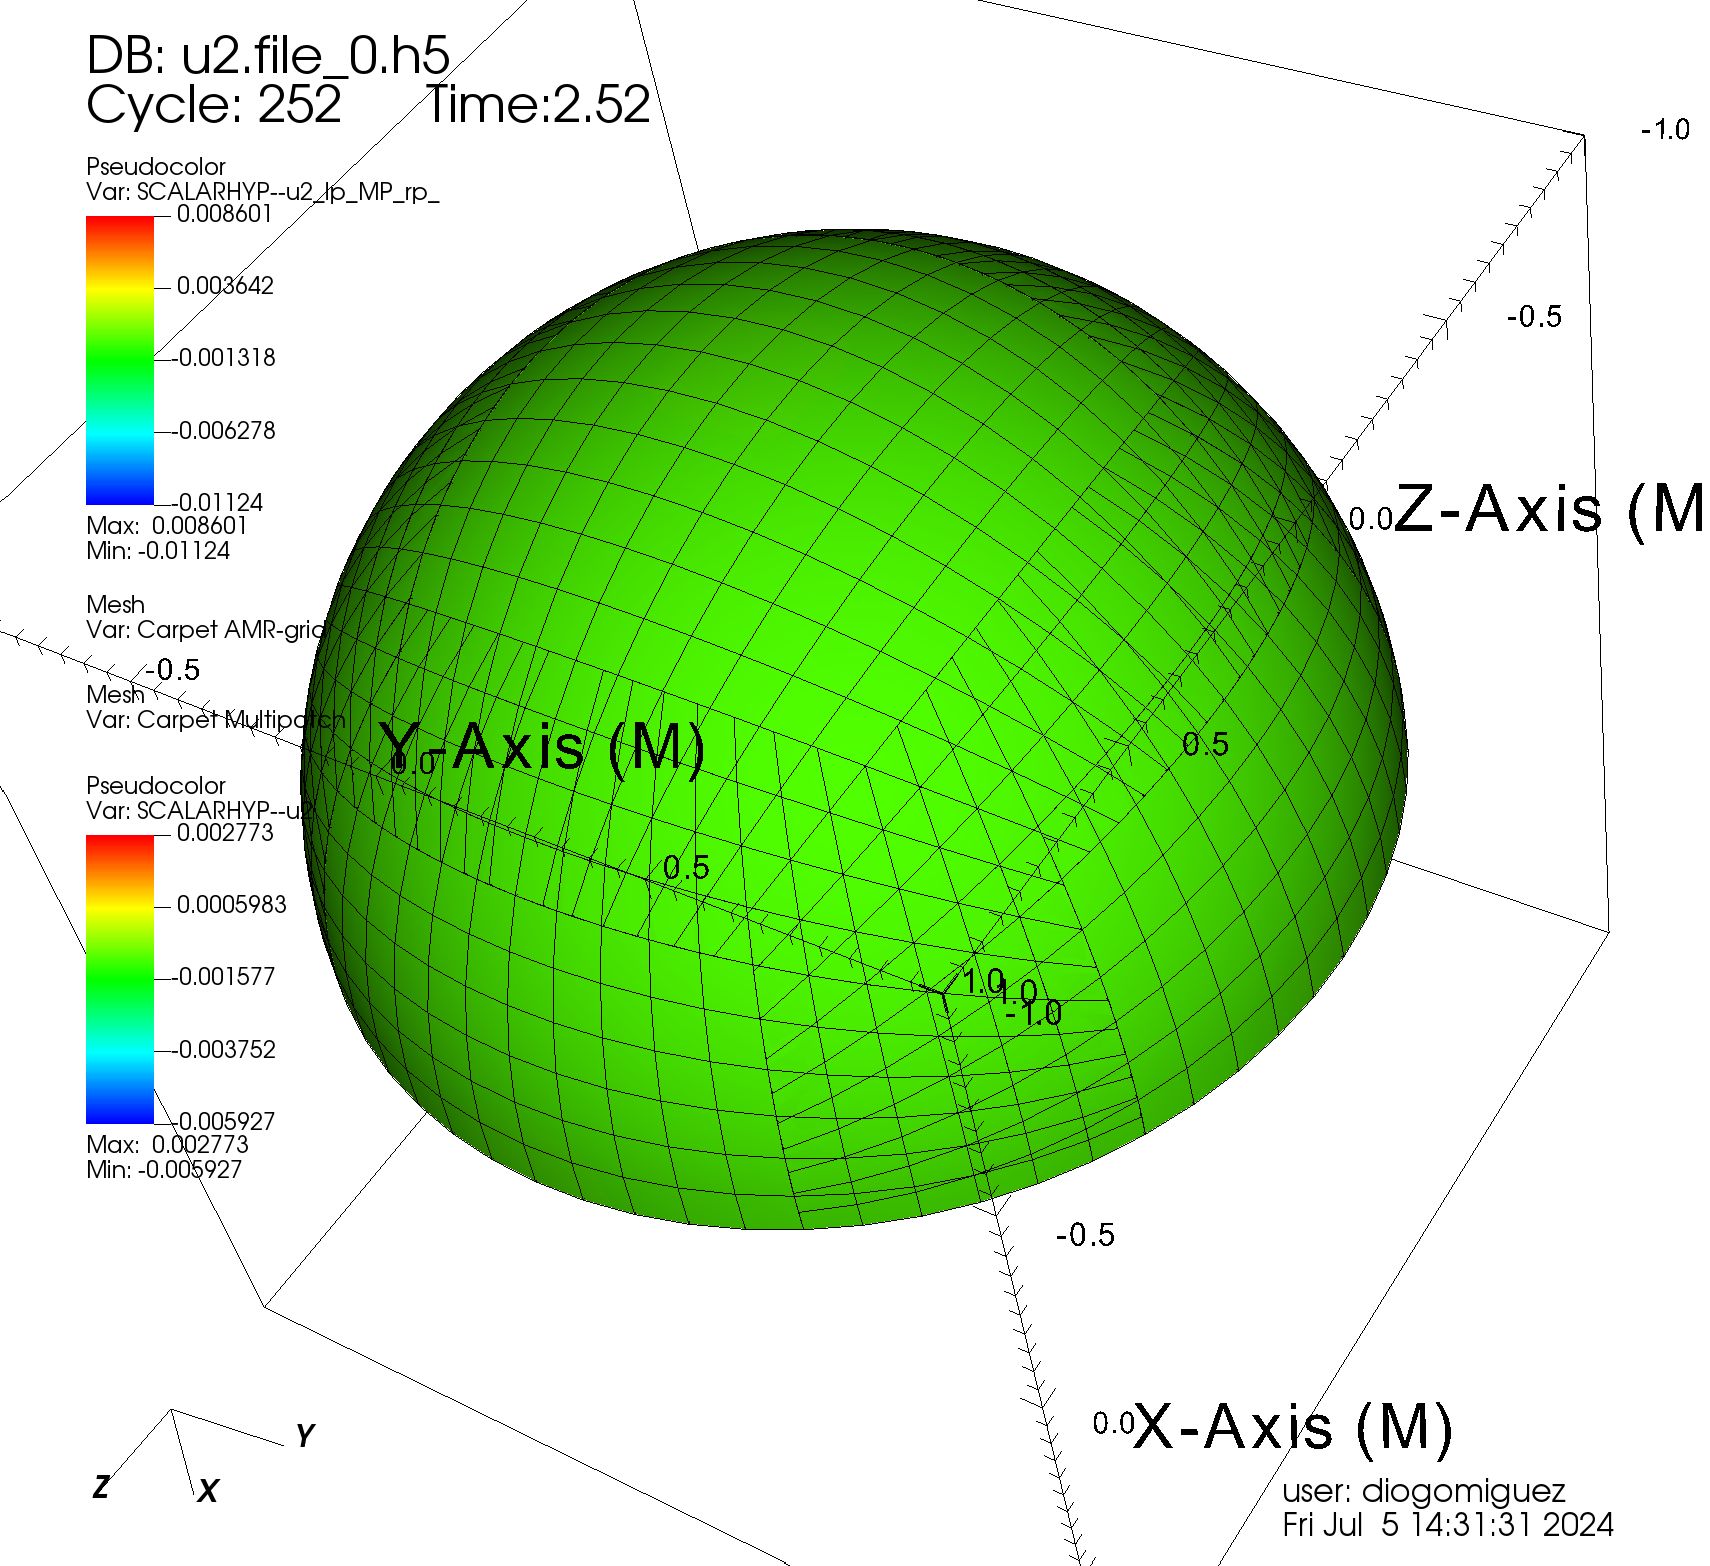 DB: u2.file_0.h5
Cycle: 252 Time:2.52
Pseudocolor
Var: SCALARHYP--u2_lp_MP_rp_
0.008601
0.003642
-0.001318
-0.006278
-0.01124
Max: 0.008601
Min: -0.01124
Mesh
Var: Carpet AMR-grid
Mesh
Var: Carpet Multipatch
Pseudocolor
Var: SCALARHYP--u2
0.002773
0.0005983
-0.001577
-0.003752
-0.005927
Max: 0.002773
Min: -0.005927
-1.0
-0.5
0.0
Z-Axis (M
0.5
1.0
-0.5
Y-Axis (M)
0.0
0.5
1.0
-1.0
-0.5
0.0
X-Axis (M)
Z
X
Y
user: diogomiguez
Fri Jul 5 14:31:31 2024